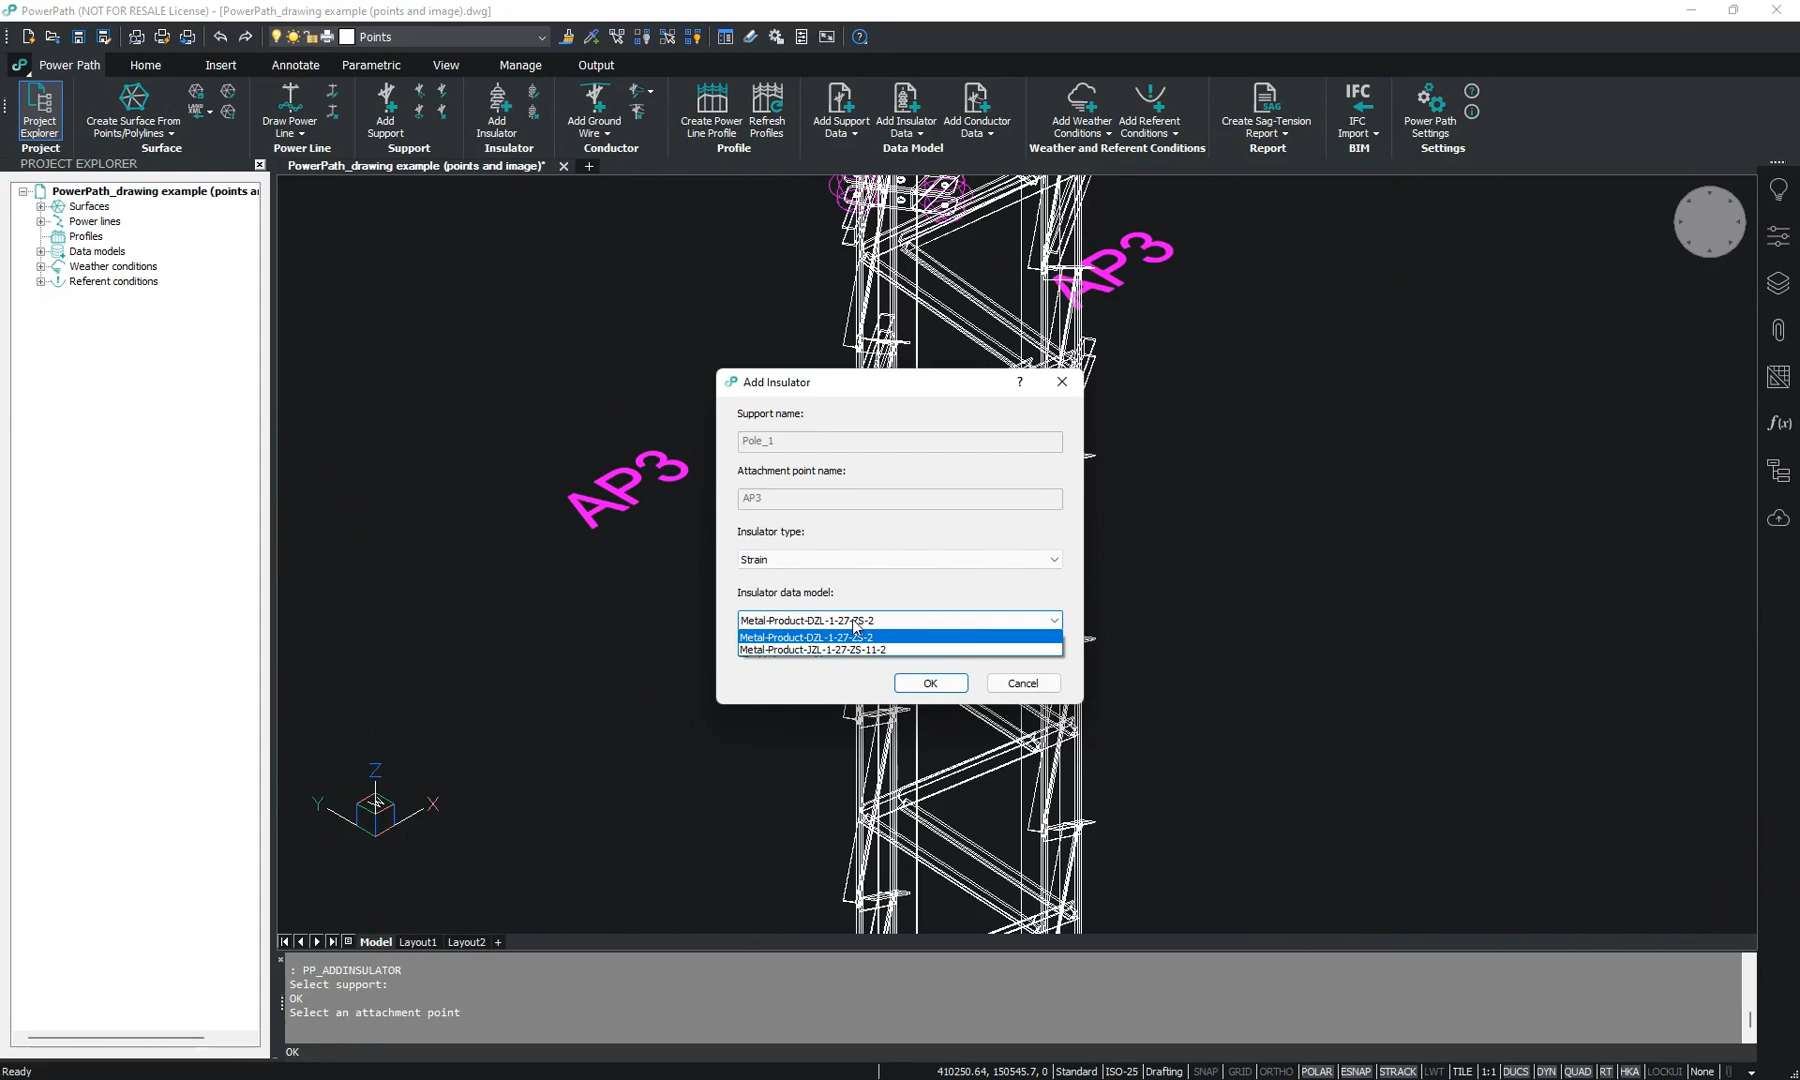 PowerPath (NOT FOR RESALE License) - [PowerPath_drawing example (points and image).dwg]
Points
Power Path Home Insert Annotate Parametric View Manage Output
Project Explorer
Project
Create Surface From Points/Polylines
LAND XML
Surface
Draw Power Line
Power Line
Add Support
Support
Add Insulator
Insulator
Add Ground Wire
Conductor
Create Power Line Profile
Refresh Profiles
Profile
Add Support Data
Add Insulator Data
Add Conductor Data
Data Model
Add Weather Conditions
Add Referent Conditions
Weather and Referent Conditions
SAG
Create Sag-Tension Report
Report
IFC
IFC Import
BIM
Power Path Settings
Settings
PROJECT EXPLORER
PowerPath_drawing example (points and image)*
PowerPath_drawing example (points ar
Surfaces
Power lines
Profiles
Data models
Weather conditions
Referent conditions
AP3
AP3
Add Insulator
Support name:
Pole_1
Attachment point name:
AP3
Insulator type:
Strain
Insulator data model:
Metal-Product-DZL-1-27-ZS-2
Metal-Product-DZL-1-27-ZS-2
Metal-Product-JZL-1-27-ZS-11-2
OK Cancel
Z
Y
X
W
f(x)
Model Layout1 Layout2 +
: PP_ADDINSULATOR
Select support:
OK
Select an attachment point
OK
Ready
410250.64, 150545.7, 0 Standard ISO-25 Drafting SNAP GRID ORTHO POLAR ESNAP STRACK LWT TILE 1:1 DUCS DYN QUAD RT HKA LOCKUI None